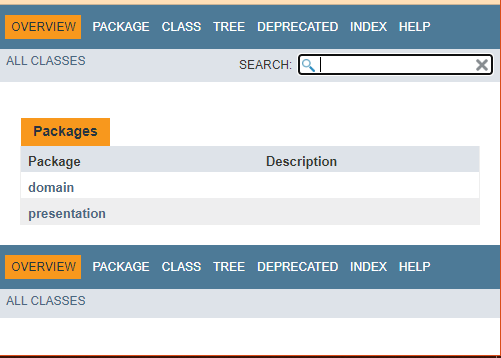 OVERVIEW PACKAGE CLASS TREE DEPRECATED INDEX HELP
ALL CLASSES SEARCH:
Packages
Package Description
domain
presentation
OVERVIEW PACKAGE CLASS TREE DEPRECATED INDEX HELP
ALL CLASSES